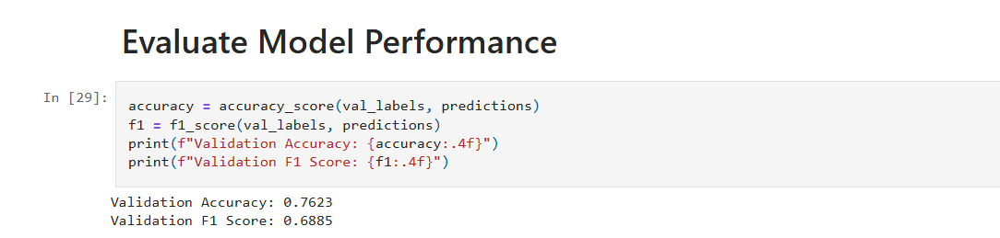 Evaluate Model Performance
In [29]:
accuracy = accuracy_score(val_labels, predictions)
f1 = f1_score(val_labels, predictions)
print(f"Validation Accuracy: {accuracy:.4f}")
print(f"Validation F1 Score: {f1:.4f}")
Validation Accuracy: 0.7623
Validation F1 Score: 0.6885